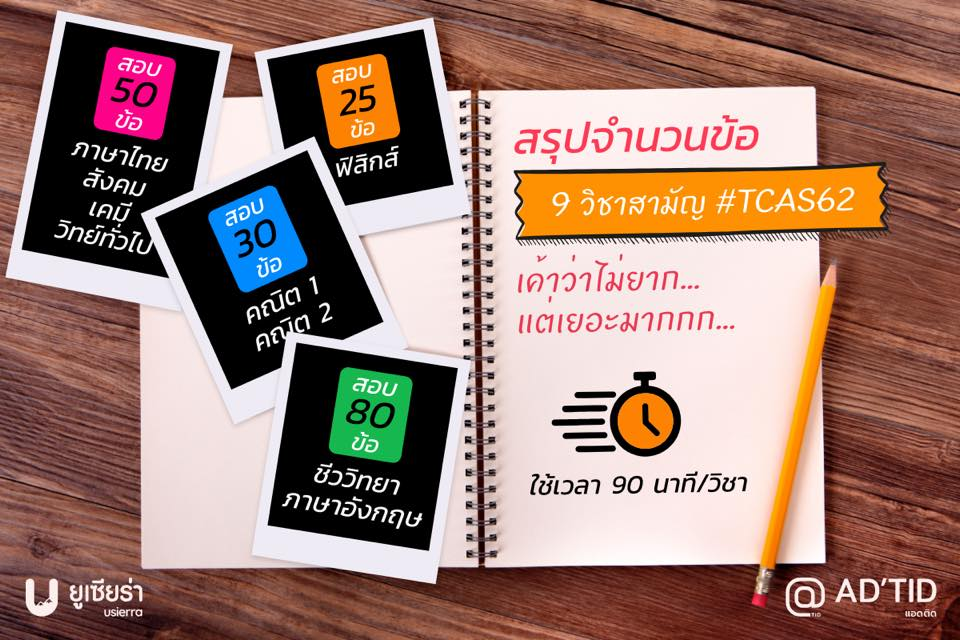 สอบ
50
ข้อ
ภาษาไทย
สังคม
เคมี
วิทย์ทั่วไป
สอบ
25
ข้อ
ฟิสิกส์
สอบ
30
ข้อ
คณิต 1
คณิต 2
สอบ
80
ข้อ
ชีววิทยา
ภาษาอังกฤษ
สรุปจำนวนข้อ
9 วิชาสามัญ #TCAS62
เค้าว่าไม่ยาก...
แต่เยอะมากกก...
ใช้เวลา 90 นาที/วิชา
ยูเซียร่า
usierra
@
TID
AD'TID
แอดติด